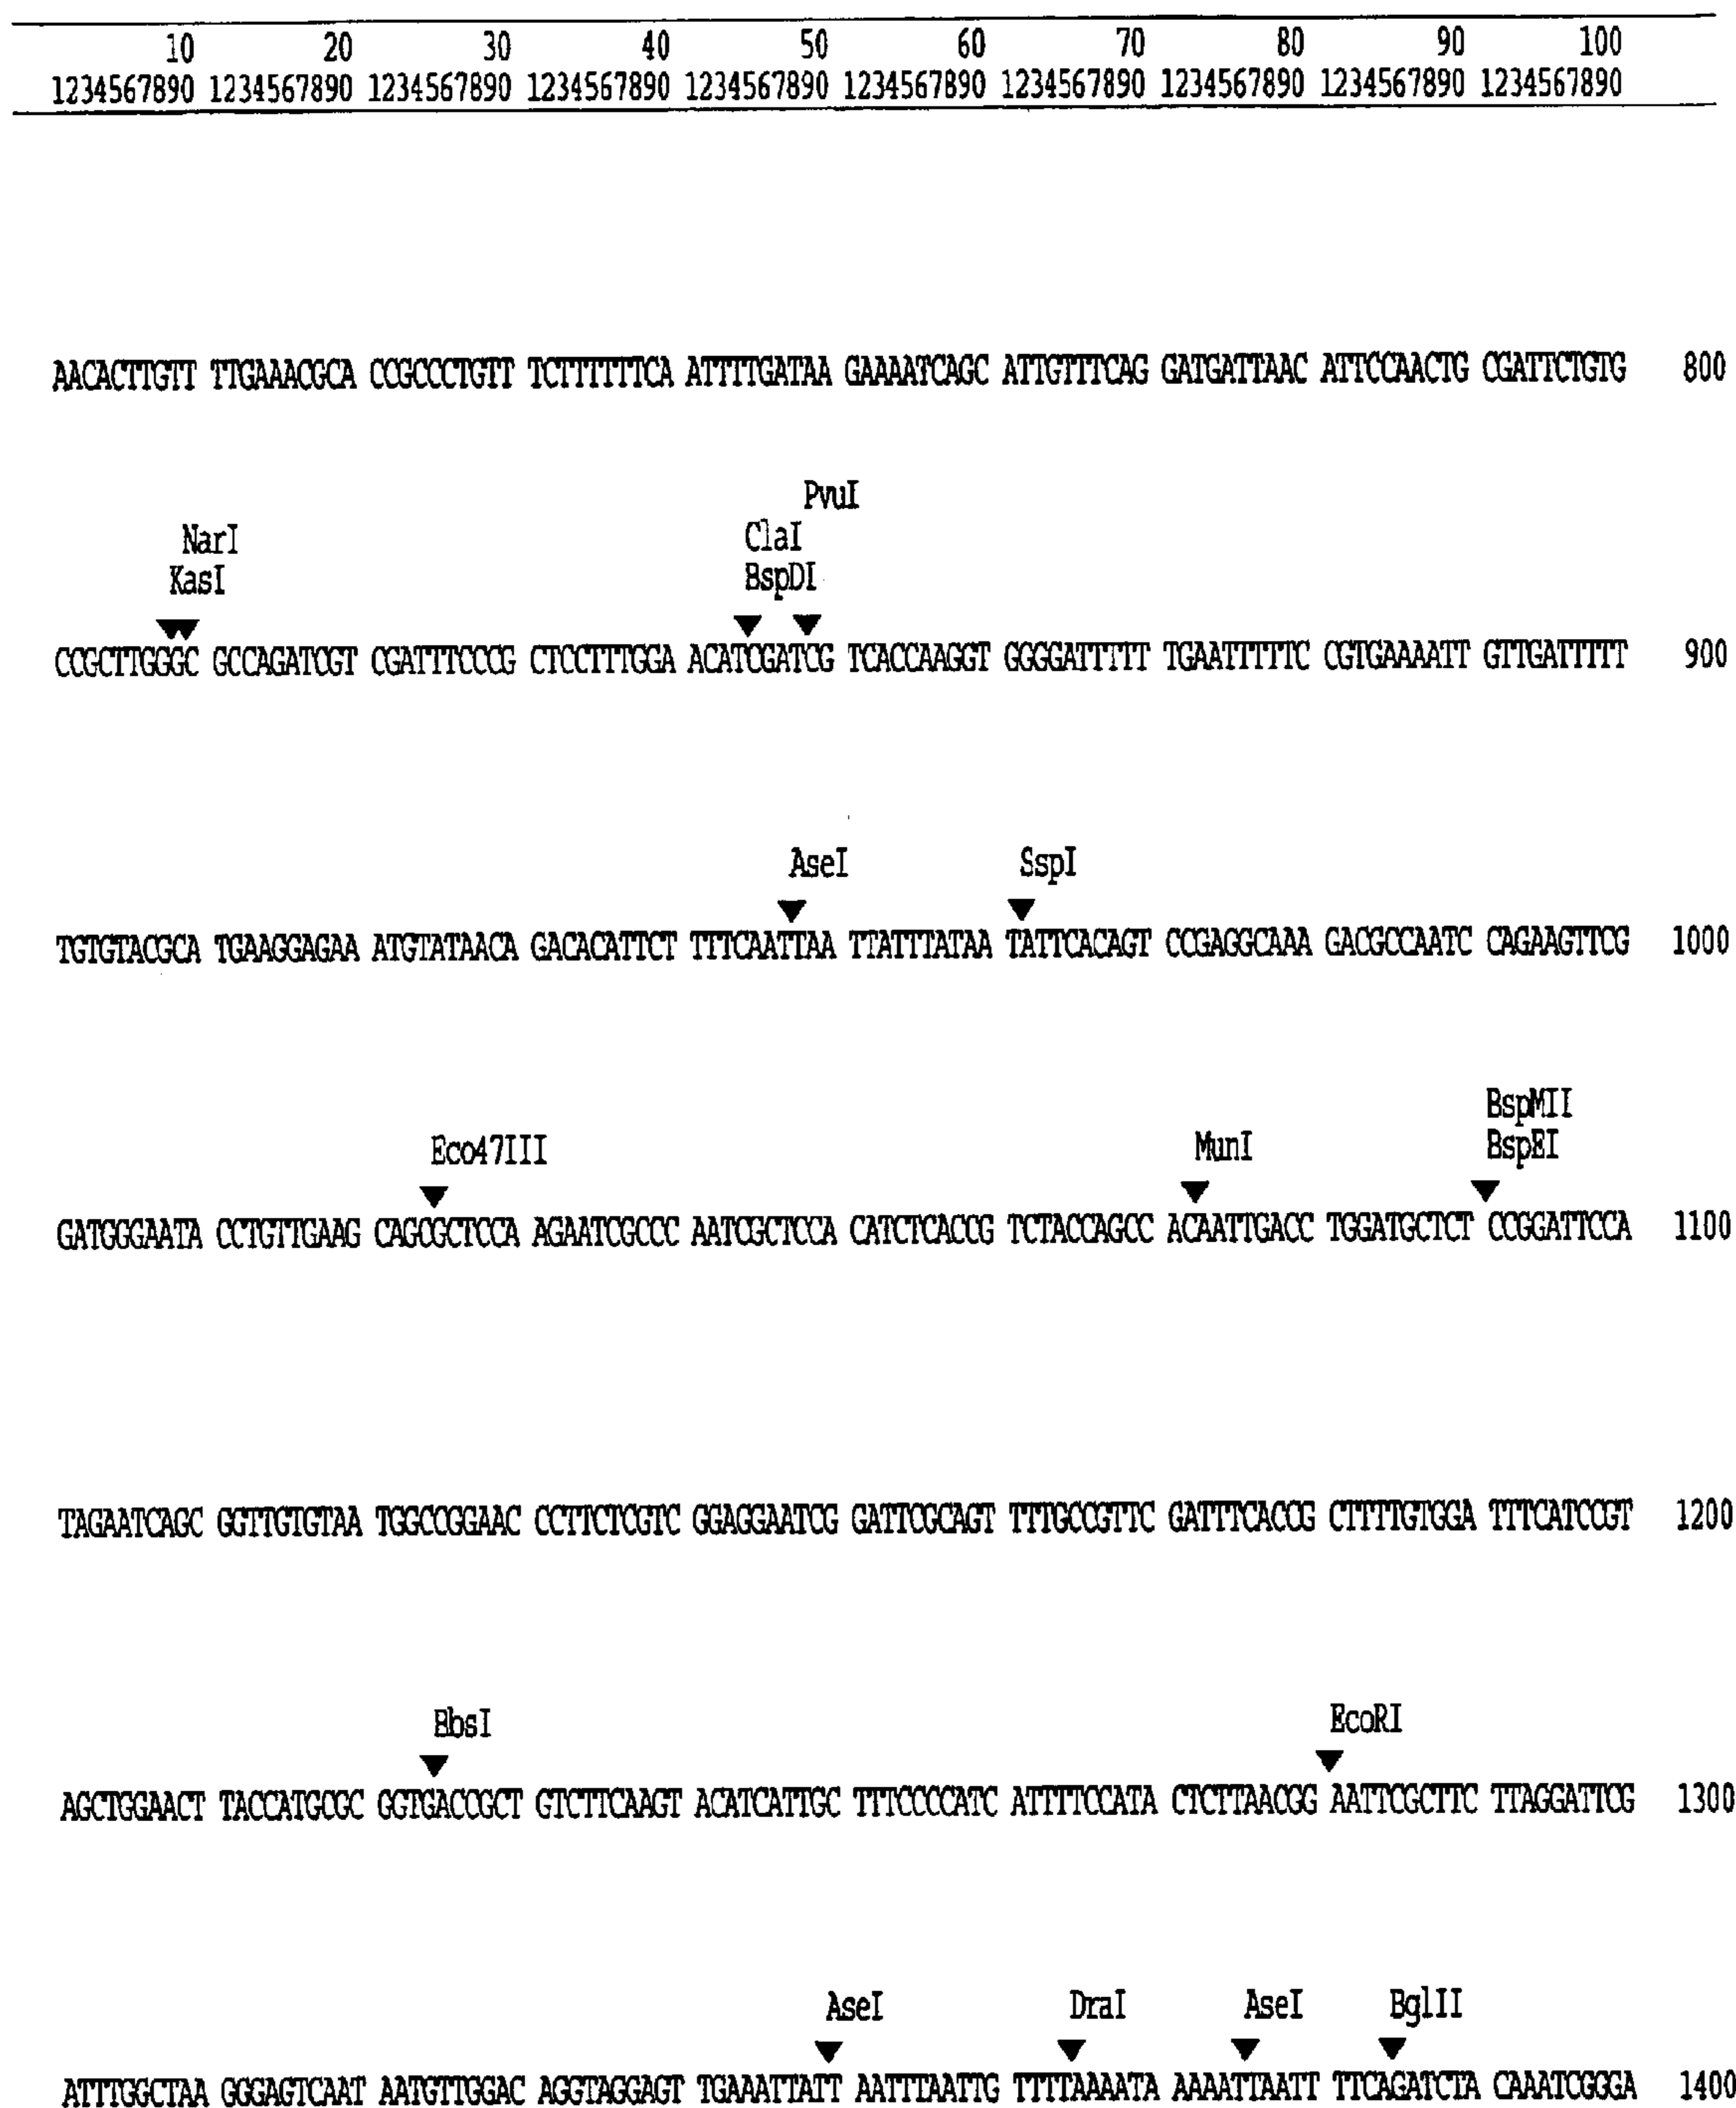 10 20 30 40 50 60 70 80 90 100
1234567890 1234567890 1234567890 1234567890 1234567890 1234567890 1234567890 1234567890 1234567890 1234567890
AACACTTGTT TTGAAACGCA CCGCCCTGTT TCTTTTTTCA ATTTTGATAA GAAAATCAGC ATTGTTTCAG GATGATTAAC ATTCCAACTG CGATTCTGTG 800
PvuI
NarI ClaI
KasI BspDI
CCGCTTGGGC GCCAGATCGT CGATTTCCCG CTCCTTTGGA ACATCGATCG TCACCAAGGT GGGGATTTTT TGAATTTTTC CGTGAAAATT GTTGATTTTT 900
AseI SspI
TGTGTACGCA TGAAGGAGAA ATGTATAACA GACACATTCT TTTCAATTAA TTATTTATAA TATTCACAGT CCGAGGCAAA GACGCCAATC CAGAAGTTCG 1000
BspMII
Eco47III MunI BspEI
GATGGGAATA CCTGTTGAAG CAGCGCTCCA AGAATCGCCC AATCGCTCCA CATCTCACCG TCTACCAGCC ACAATTGACC TGGATGCTCT CCGGATTCCA 1100
TAGAATCAGC GGTTGTGTAA TGGCCGGAAC CCTTCTCGTC GGAGGAATCG GATTCGCAGT TTTGCCGTTC GATTTCACCG CTTTTGTGGA TTTCATCCGT 1200
BbsI EcoRI
AGCTGGAACT TACCATGCGC GGTGACCGCT GTCTTCAAGT ACATCATTGC TTTCCCCATC ATTTTCCATA CTCTTAACGG AATTCGCTTC TTAGGATTCG 1300
AseI DraI AseI BglII
ATTTGGCTAA GGGAGTCAAT AATGTTGGAC AGGTAGGAGT TGAAATTATT AATTTAATTG TTTTAAAATA AAAATTAATT TTCAGATCTA CAAATCGGGA 1400